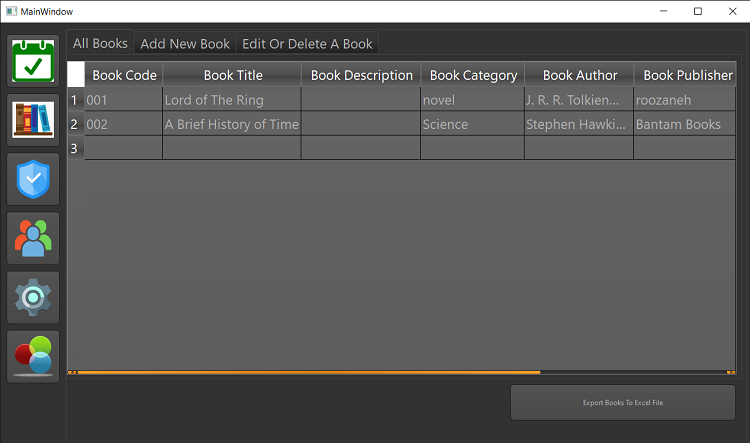 MainWindow
All Books Add New Book Edit Or Delete A Book
Book Code Book Title Book Description Book Category Book Author Book Publisher
1 001 Lord of The Ring novel J. R. R. Tolkien... roozaneh
2 002 A Brief History of Time Science Stephen Hawki... Bantam Books
3
Export Books To Excel File